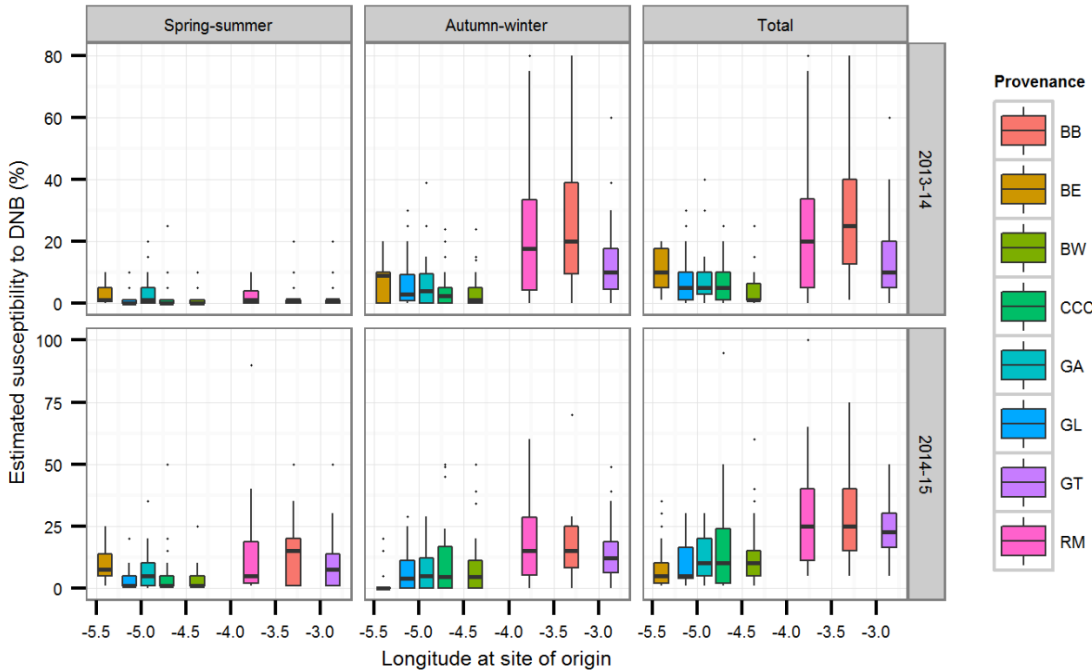 Spring-summer
Autumn-winter
Total
Estimated susceptibility to DNB (%)
80
60
40
20
0
2013-14
100
75
50
25
0
2014-15
-5.5 -5.0 -4.5 -4.0 -3.5 -3.0
-5.5 -5.0 -4.5 -4.0 -3.5 -3.0
-5.5 -5.0 -4.5 -4.0 -3.5 -3.0
Longitude at site of origin
Provenance
BB
BE
BW
CCC
GA
GL
GT
RM